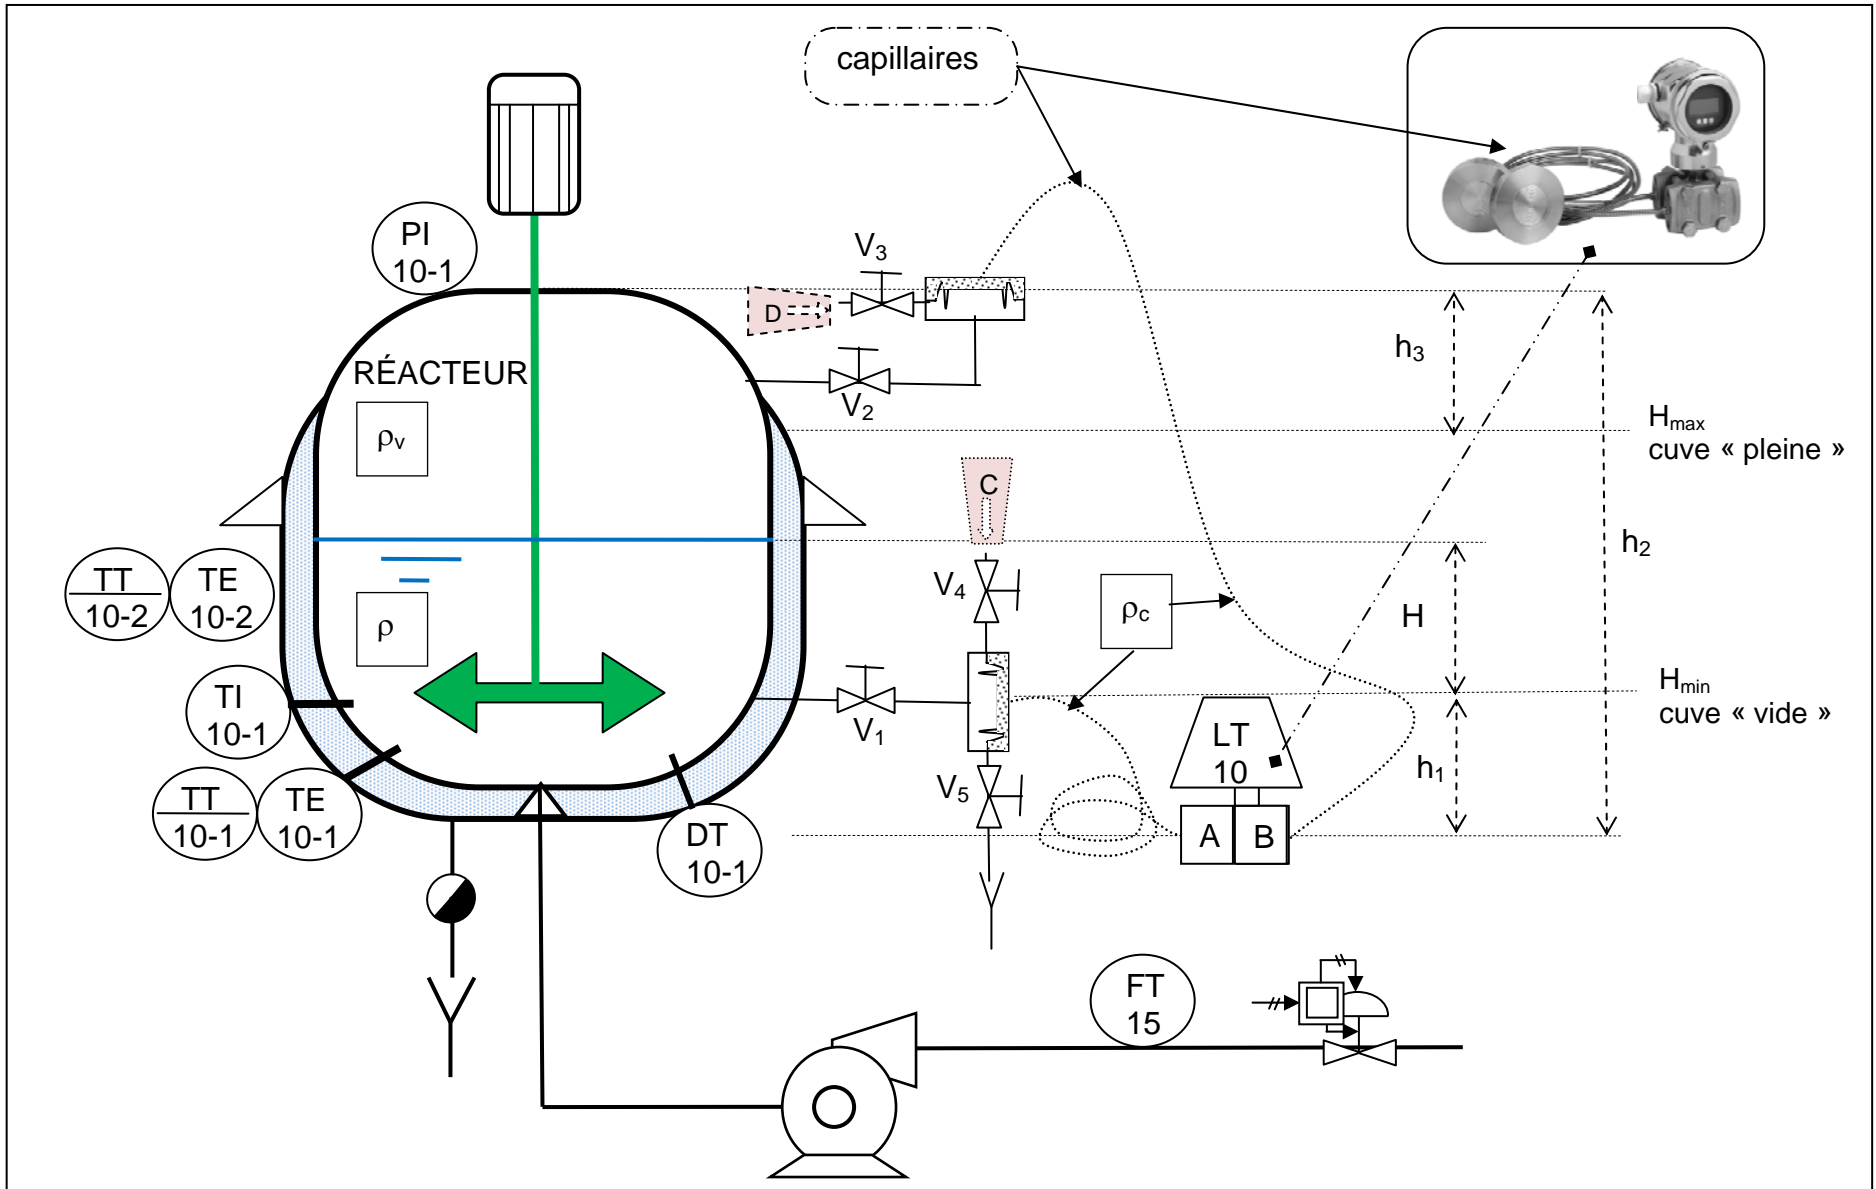 capillaires
PI
10-1
V₃
D
h₃
RÉACTEUR
V₂
ρᵥ
Hₘₐₓ
cuve « pleine »
C
h₂
TT
10-2
TE
10-2
V₄
ρ꜀
H
ρ
TI
10-1
V₁
Hₘᵢₙ
cuve « vide »
LT
10
h₁
TT
10-1
TE
10-1
V₅
DT
10-1
A
B
FT
15